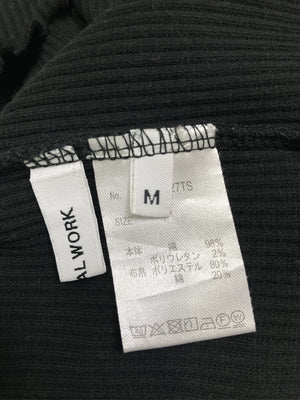 AL WORK
M
No. 27TS
SIZE
本体 綿 98%
ポリウレタン 2%
布帛 ポリエステル 80%
綿 20%